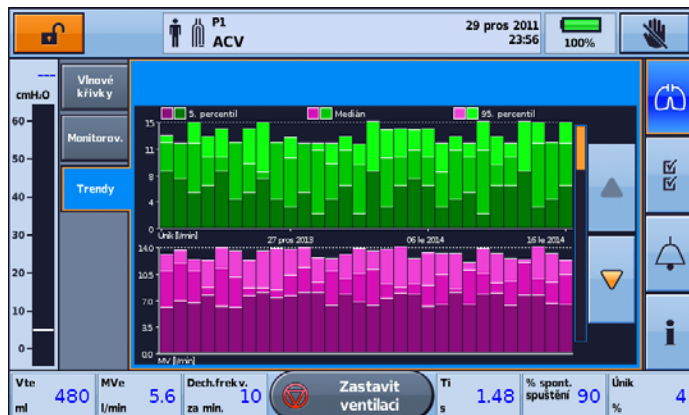 P1
ACV
29 pros 2011
23:56
100%
---
cmH₂O
60
50
40
30
20
10
0
Vlnové
křivky
Monitorov.
Trendy
5. percentil
Medián
95. percentil
15
11
8
4
0
Únik [l/min]
27 pros 2013
06 le 2014
16 le 2014
14.0
10.5
7.0
3.5
0.0
MV [l/min]
Vte
480
ml
MVe
5.6
l/min
Dech.frekv.
10
za min.
Zastavit
ventilaci
Ti
1.48
s
% spont.
spuštění
90
Únik
4
%